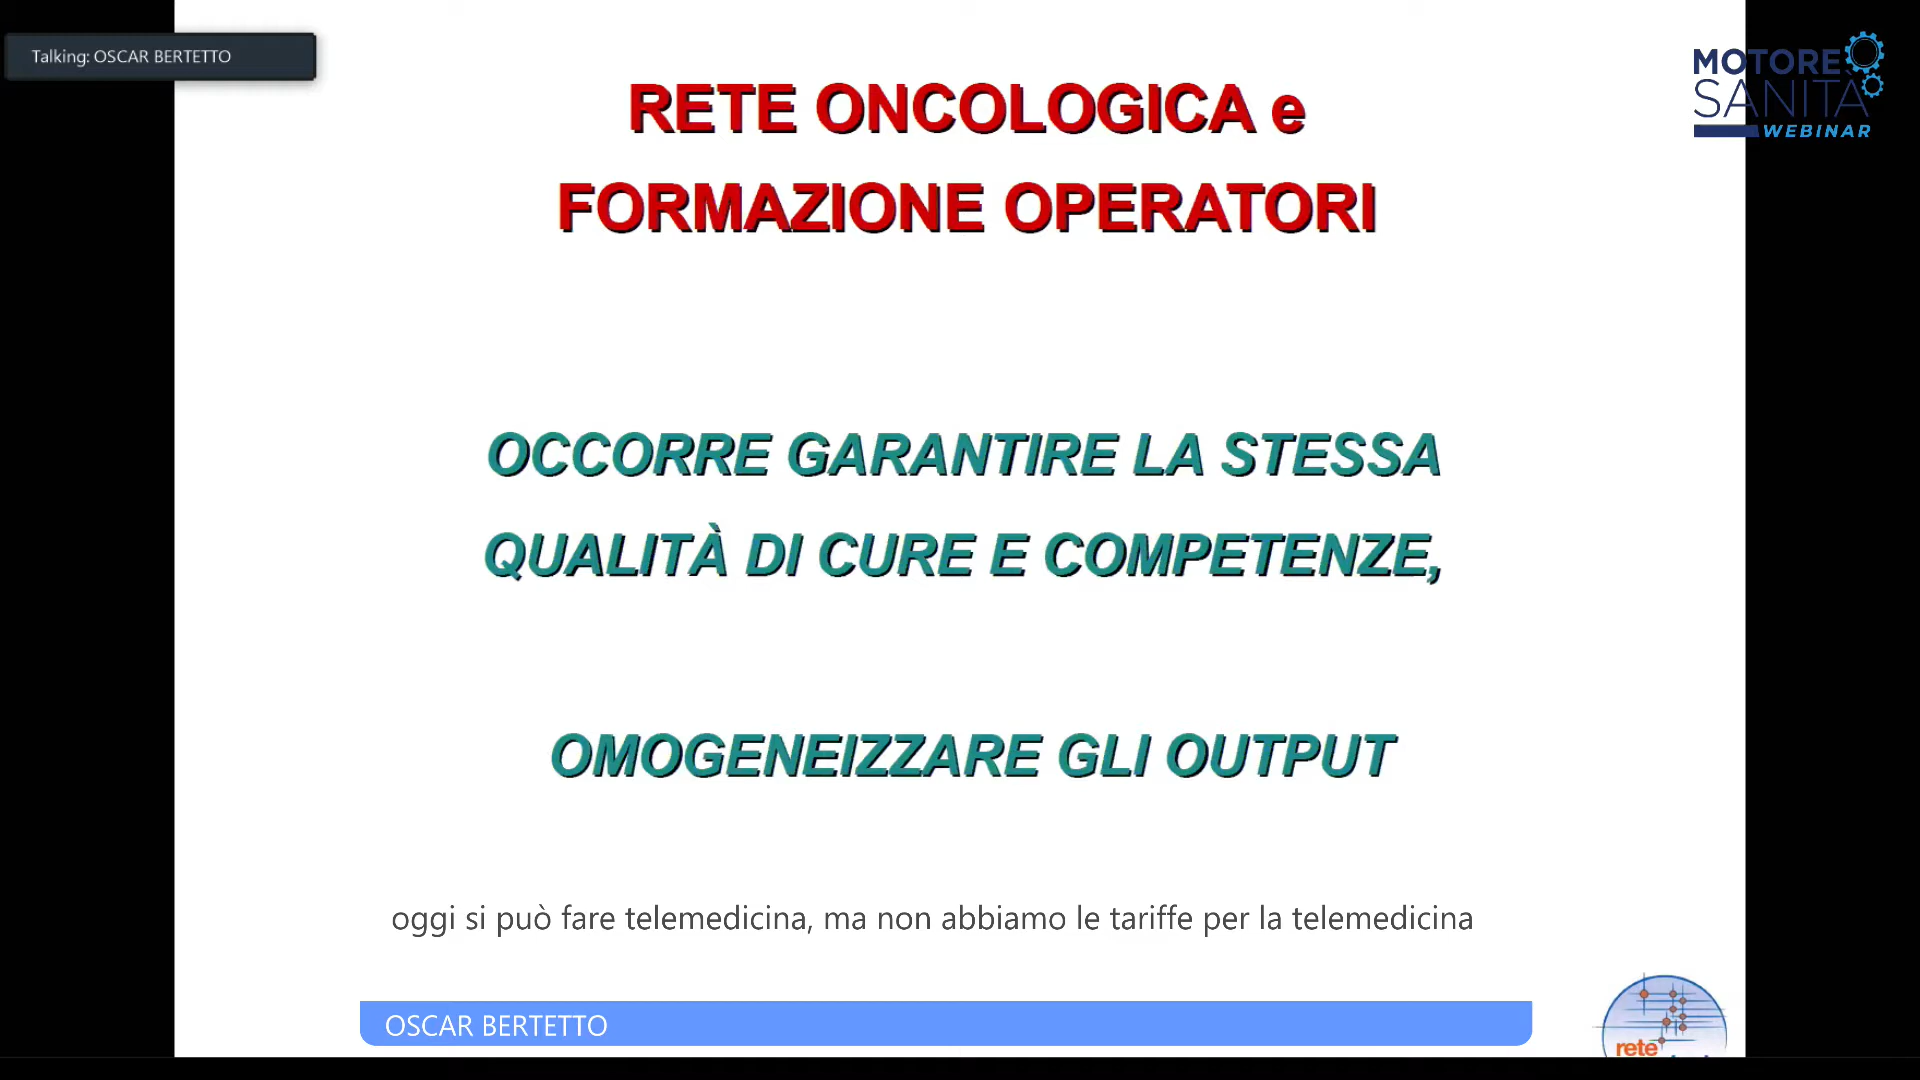 Talking: OSCAR BERTETTO
MOTORE
SANITÀ
WEBINAR
RETE ONCOLOGICA e
FORMAZIONE OPERATORI
OCCORRE GARANTIRE LA STESSA
QUALITÀ DI CURE E COMPETENZE,
OMOGENEIZZARE GLI OUTPUT
oggi si può fare telemedicina, ma non abbiamo le tariffe per la telemedicina
OSCAR BERTETTO
rete